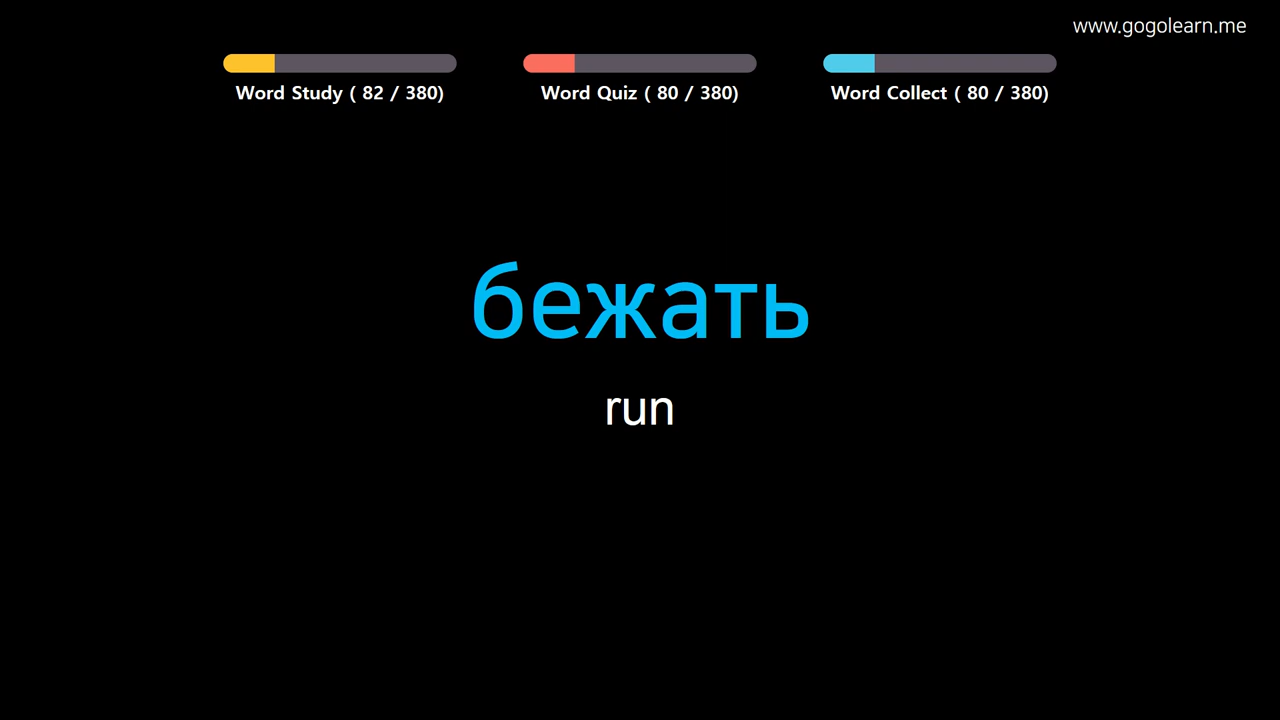 www.gogolearn.me
Word Study ( 82 / 380)
Word Quiz ( 80 / 380)
Word Collect ( 80 / 380)
бежать
run